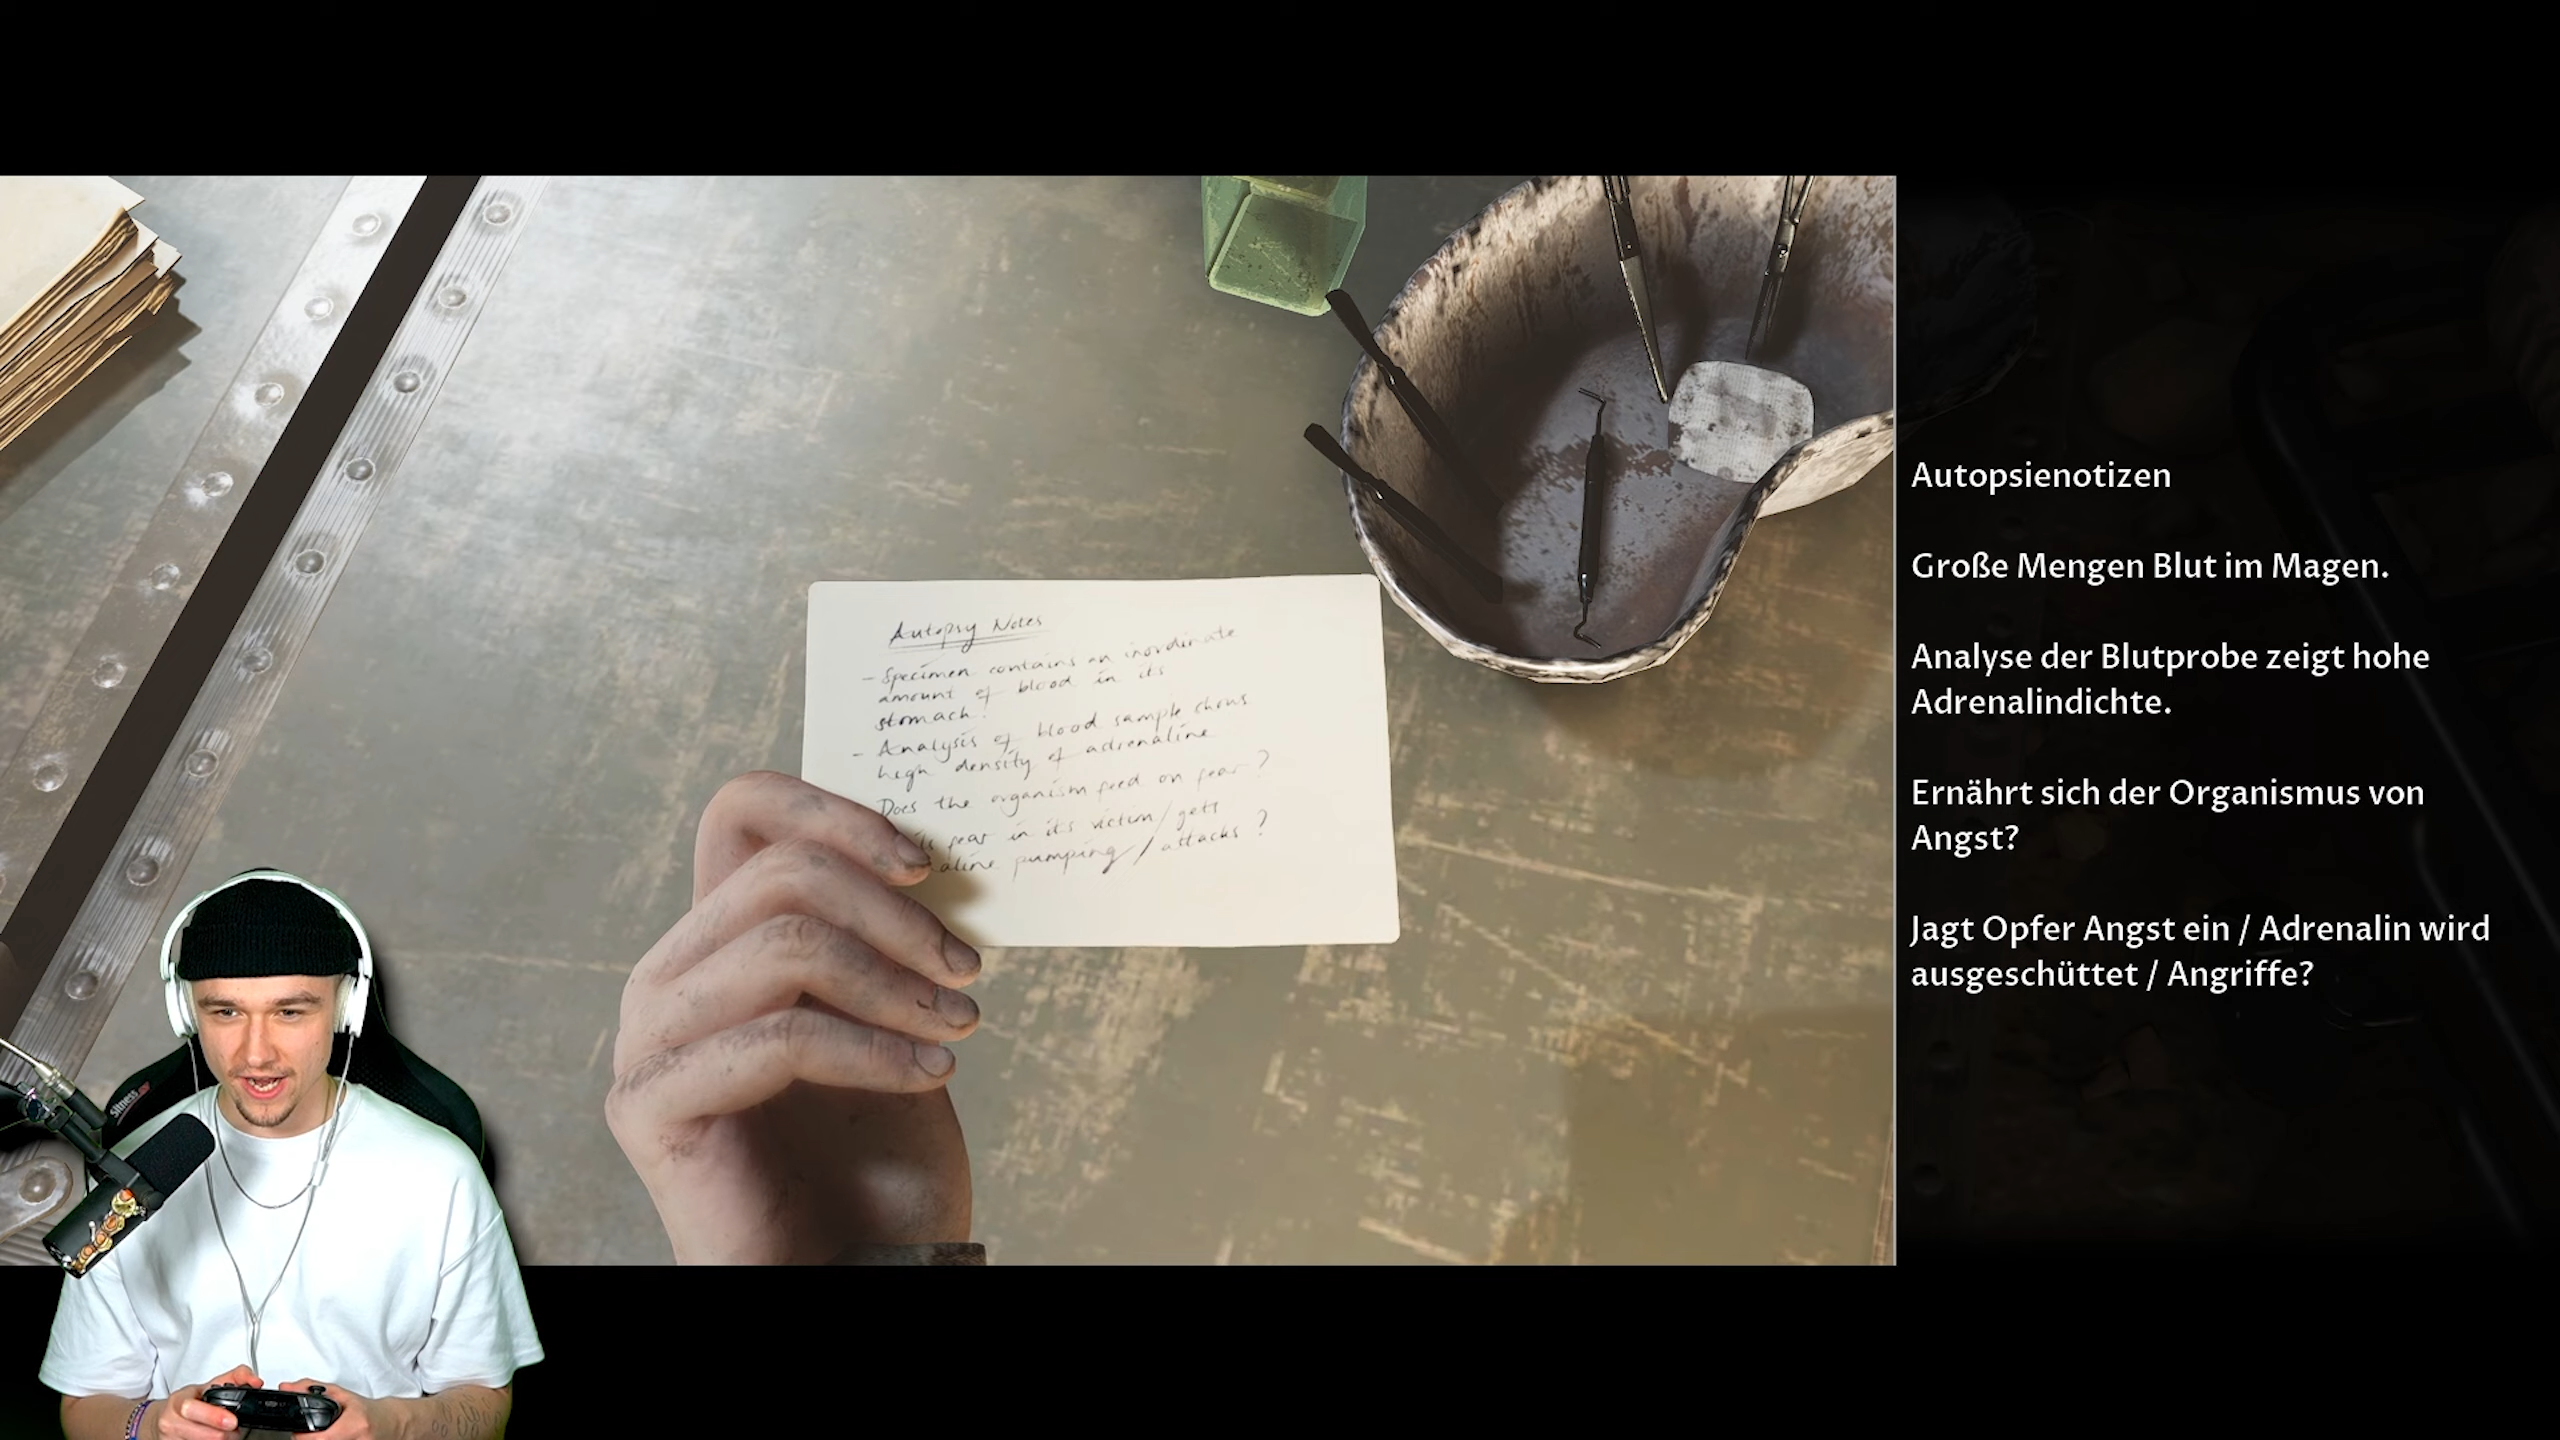 Autopsy Notes
- Specimen contains an inordinate
amount of blood in its
stomach.
- Analysis of blood sample shows
high density of adrenaline
Does the organism feed on fear?
fear in its victim/gets
aline pumping/attacks?
Autopsienotizen
Große Mengen Blut im Magen.
Analyse der Blutprobe zeigt hohe
Adrenalindichte.
Ernährt sich der Organismus von
Angst?
Jagt Opfer Angst ein / Adrenalin wird
ausgeschüttet / Angriffe?